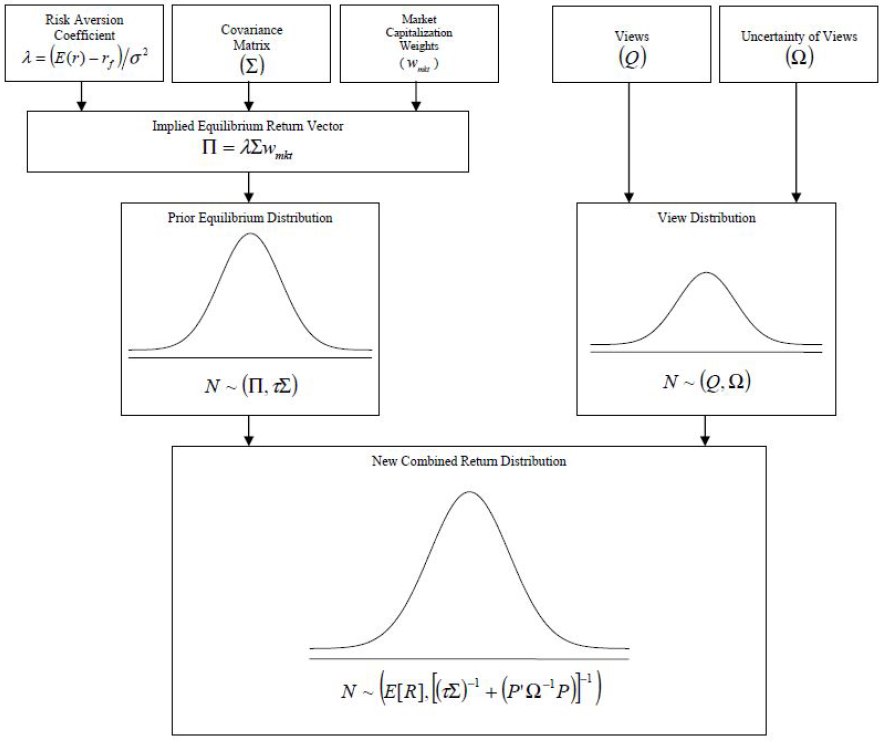 Risk Aversion
Coefficient
λ = (E(r) − r_f)/σ²
Covariance
Matrix
(Σ)
Market
Capitalization
Weights
(w_mkt)
Views
(Q)
Uncertainty of Views
(Ω)
Implied Equilibrium Return Vector
Π = λΣw_mkt
Prior Equilibrium Distribution
N ~ (Π, τΣ)
View Distribution
N ~ (Q, Ω)
New Combined Return Distribution
N ~ (E[R], [(τΣ)⁻¹ + (P'Ω⁻¹P)]⁻¹)